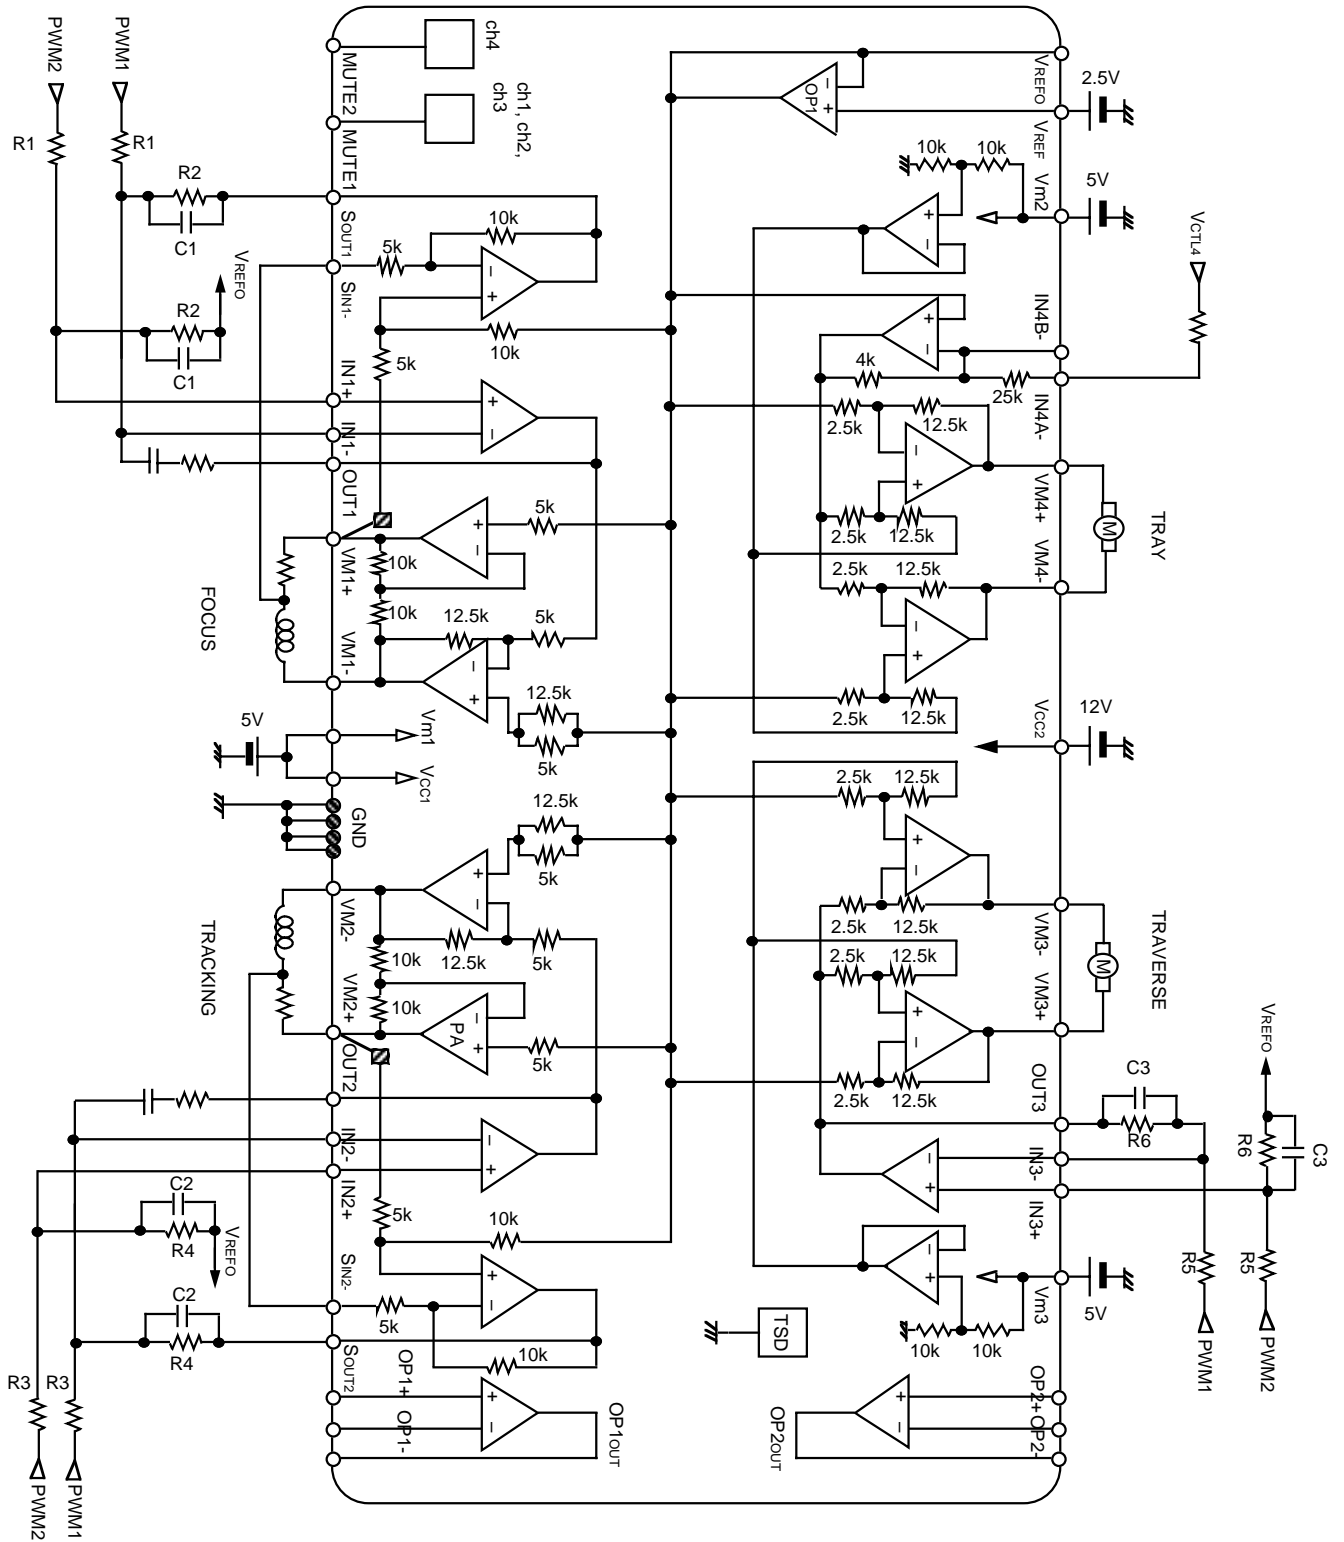 PWM2
PWM1
ch4
ch1, ch2,
ch3
MUTE2
MUTE1
R1
R1
R2
C1
VREFO
R2
C1
SOUT1
SIN1-
IN1+
IN1-
OUT1
VM1+
VM1-
5k
10k
−
+
10k
5k
+
−
5k
+
−
10k
10k
12.5k
5k
−
+
12.5k
5k
FOCUS
5V
Vm1
VCC1
GND
12.5k
5k
+
−
12.5k
5k
10k
10k
−
+
PA
5k
TRACKING
VM2-
VM2+
OUT2
IN2-
IN2+
SIN2-
SOUT2
−
+
5k
10k
+
−
5k
10k
C2
R4
VREFO
C2
R4
R3
R3
PWM2
PWM1
OP1+
OP1-
+
−
OP1OUT
VREFO
2.5V
VREF
−
+
OP1
10k
10k
Vm2
5V
+
−
VCTL4
IN4B-
+
−
4k
25k
IN4A-
2.5k
12.5k
−
+
2.5k
12.5k
VM4+
M
TRAY
VM4-
2.5k
12.5k
−
+
2.5k
12.5k
VCC2
12V
2.5k
12.5k
+
−
2.5k
12.5k
VM3-
M
TRAVERSE
VM3+
2.5k
12.5k
+
−
2.5k
12.5k
OUT3
C3
R6
VREFO
R6
C3
IN3-
IN3+
−
+
R5
R5
PWM1
PWM2
−
+
Vm3
5V
10k
10k
TSD
OP2+
OP2-
+
−
OP2OUT